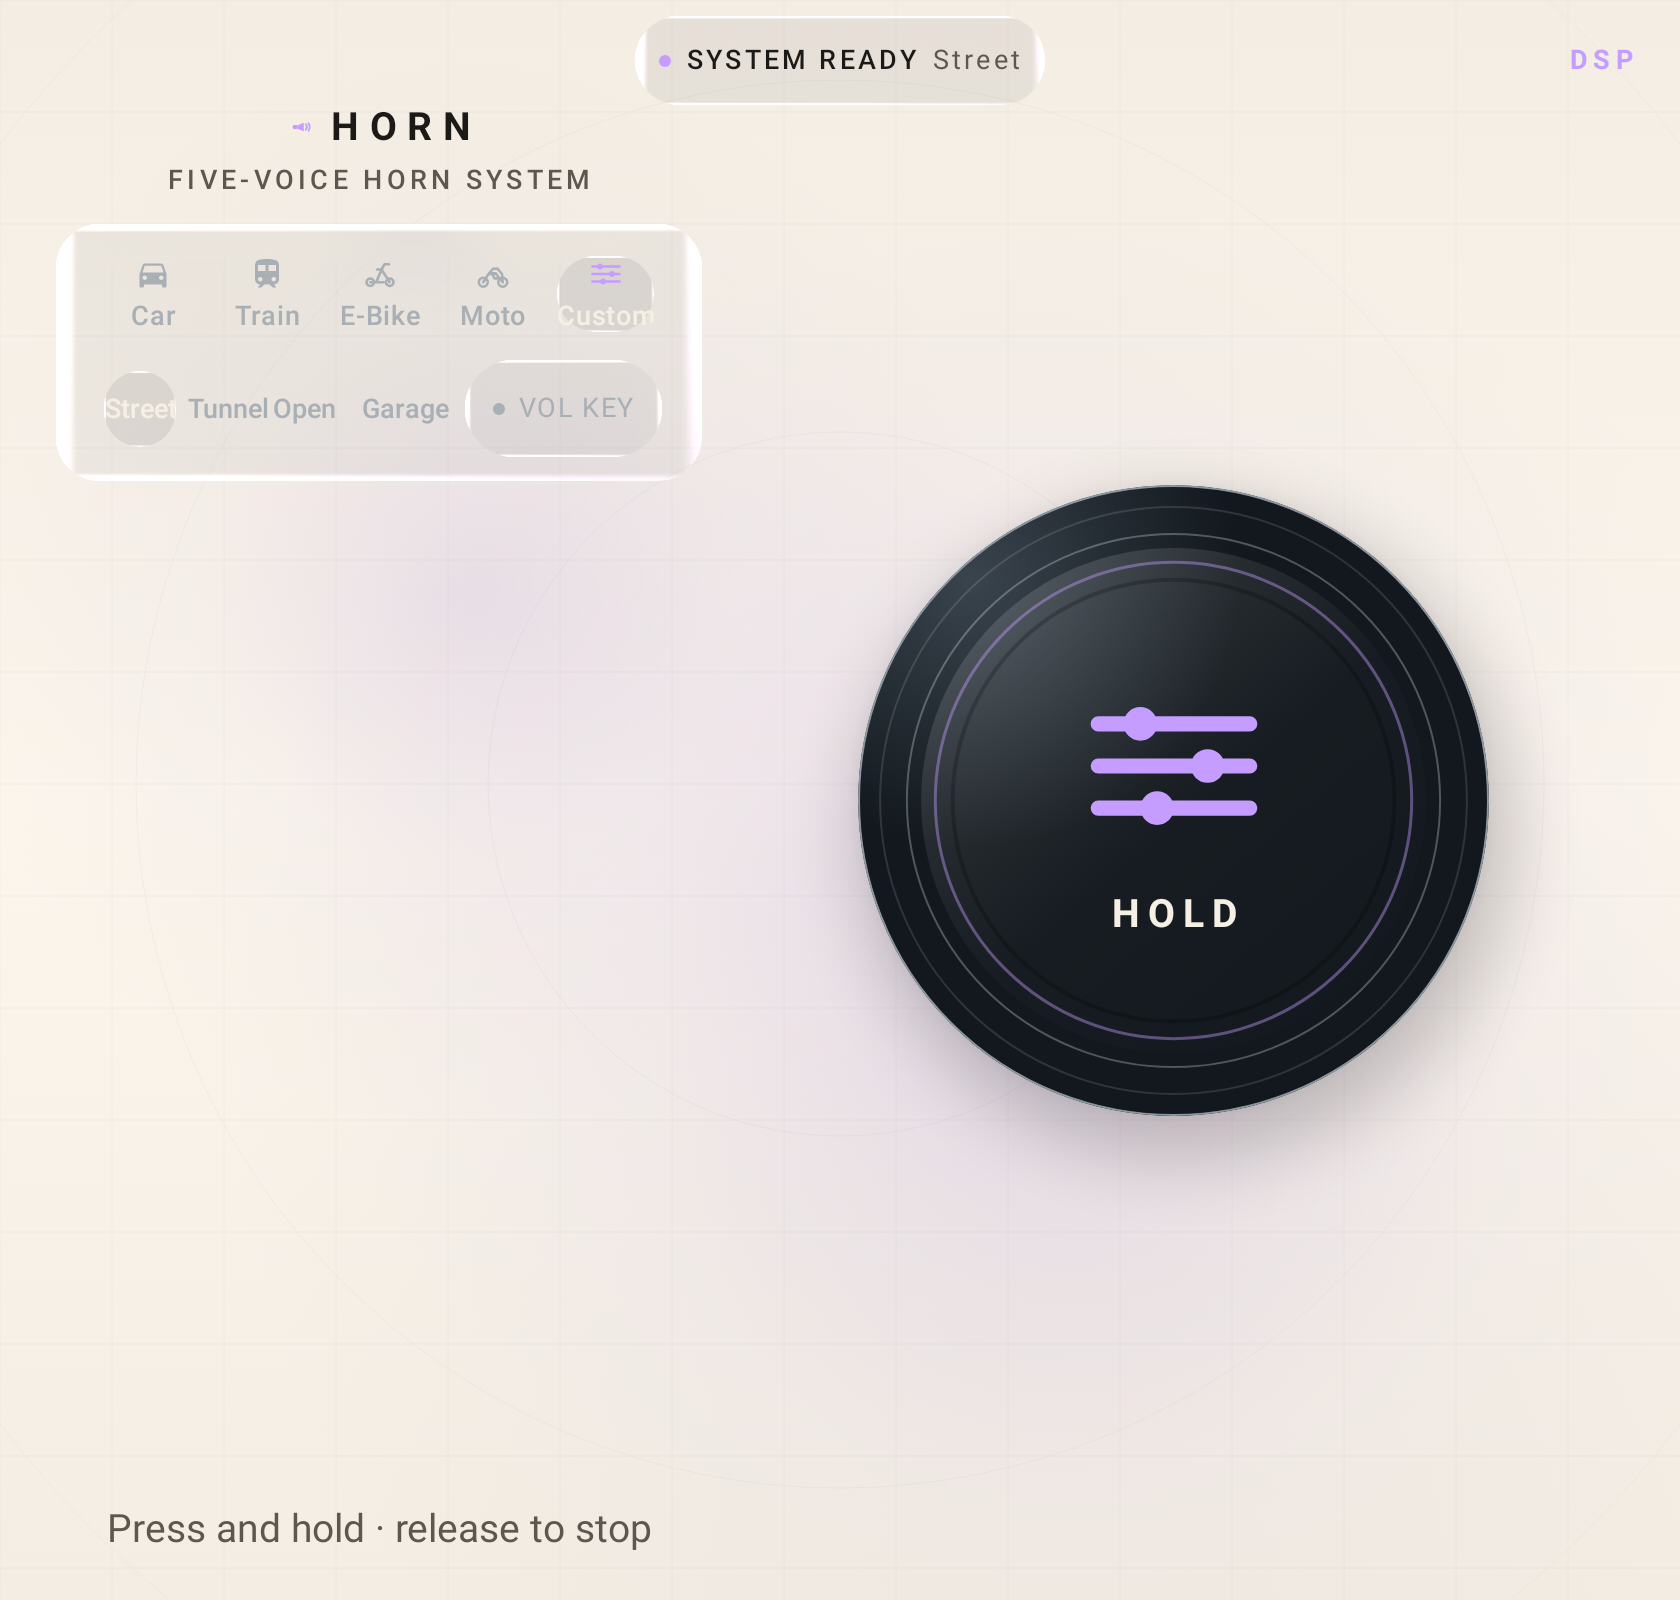 SYSTEM READY Street
DSP
HORN
FIVE-VOICE HORN SYSTEM
Car Train E-Bike Moto Custom
Street Tunnel Open Garage VOL KEY
HOLD
Press and hold · release to stop